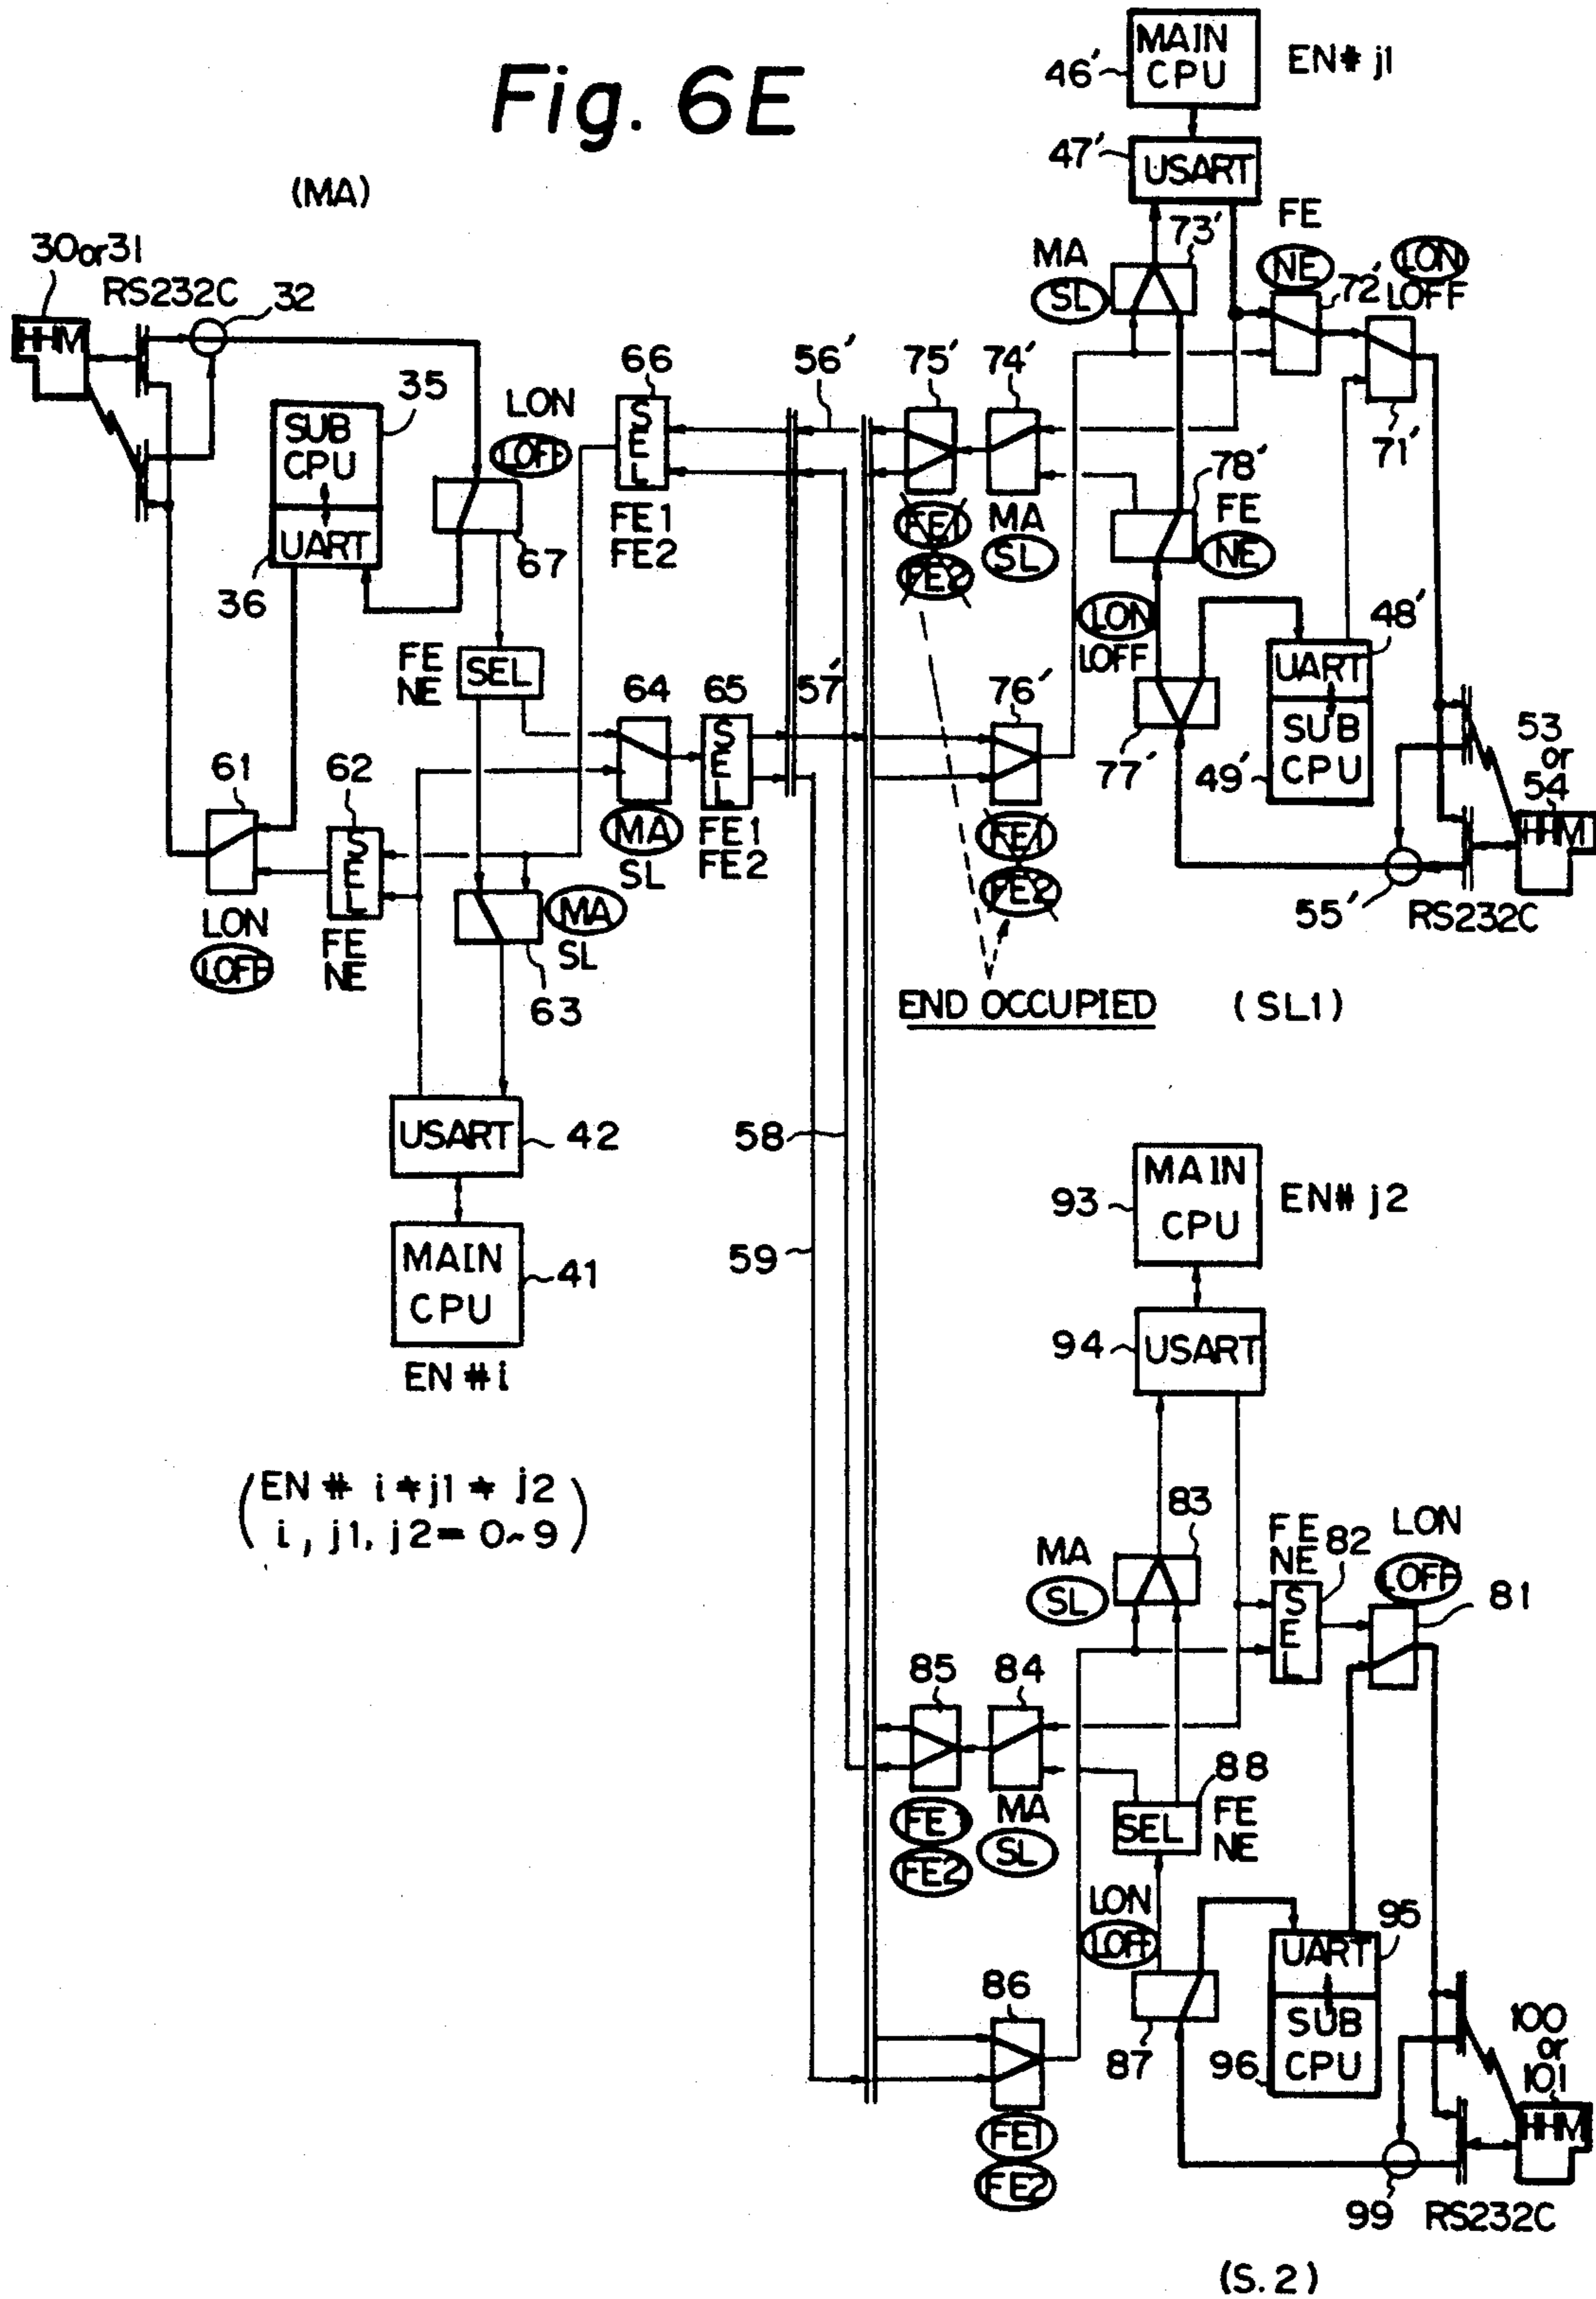 Fig. 6E
(MA)
30 or 31
RS232C
32
HHM
SUB
CPU
35
UART
36
LON
LOFF
67
66
SEL
FE1
FE2
56'
75'
74'
FE1
FE2
MA
SL
MAIN
CPU
46'
EN# j1
47'
USART
73'
MA
SL
FE
NE
72'
LON
LOFF
71'
78'
FE
NE
LON
LOFF
77'
48'
UART
SUB
CPU
49'
53
or
54
HHM
55'
RS232C
FE
NE
SEL
64
65
SEL
MA
SL
FE1
FE2
57'
76'
FE1
FE2
END OCCUPIED
(SL1)
61
62
SEL
LON
LOFF
FE
NE
MA
SL
63
USART
42
MAIN
CPU
41
EN #i
58
59
(EN # i ≠ j1 ≠ j2
i, j1, j2 = 0~9)
MAIN
CPU
93
EN# j2
94
USART
83
MA
SL
FE
NE
82
SEL
LON
LOFF
81
85
84
FE1
FE2
MA
SL
88
SEL
FE
NE
LON
LOFF
87
95
UART
SUB
CPU
96
86
FE1
FE2
100
or
101
HHM
99
RS232C
(S.2)